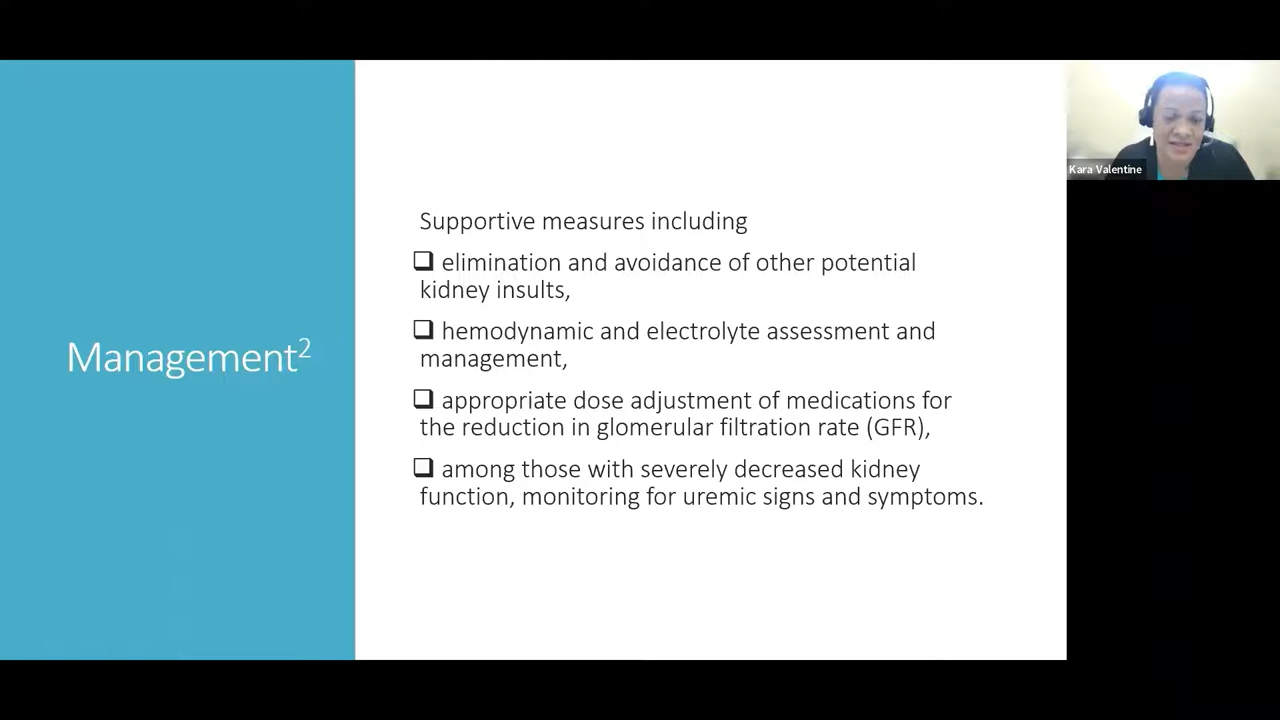 Management²
Supportive measures including
❑ elimination and avoidance of other potential
kidney insults,
❑ hemodynamic and electrolyte assessment and
management,
❑ appropriate dose adjustment of medications for
the reduction in glomerular filtration rate (GFR),
❑ among those with severely decreased kidney
function, monitoring for uremic signs and symptoms.
Kara Valentine